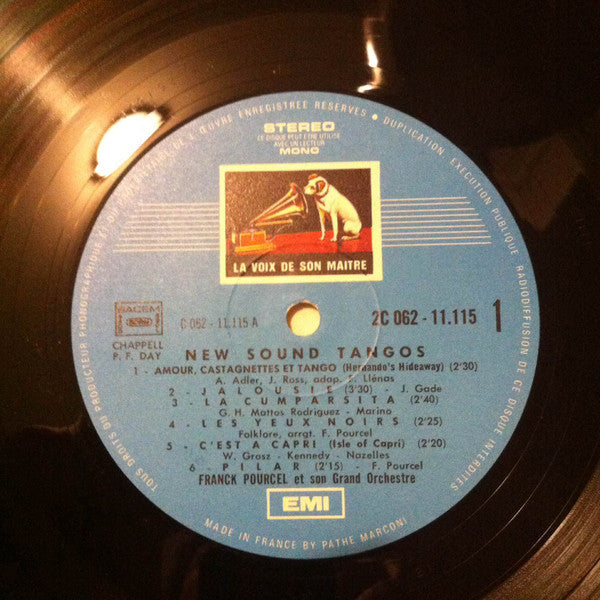 TOUS DROITS DU PRODUCTEUR PHONOGRAPHIQUE ET DU PROPRIETAIRE DE L'ŒUVRE ENREGISTREE RESERVES • DUPLICATION EXECUTION PUBLIQUE RADIODIFFUSION DE CE DISQUE INTERDITES
STEREO
CE DISQUE PEUT ETRE UTILISE
AVEC UN LECTEUR
MONO
LA VOIX DE SON MAITRE
SACEM
CHAPPELL
P. F. DAY
C 062 - 11.115 A
2C 062 - 11.115 1
NEW SOUND TANGOS
1 - AMOUR, CASTAGNETTES ET TANGO (Hernando's Hideaway) (2'30)
A. Adler, J. Ross, adap. S. Llénas
2 - JALOUSIE (3'30) - J. Gade
3 - LA CUMPARSITA (2'40)
G. H. Mattos Rodriguez - Marino
4 - LES YEUX NOIRS (2'25)
Folklore, arrgt. F. Pourcel
5 - C'EST A CAPRI (Isle of Capri) (2'20)
W. Grosz - Kennedy - Nazelles
6 - PILAR (2'15) - F. Pourcel
FRANCK POURCEL et son Grand Orchestre
EMI
MADE IN FRANCE BY PATHE MARCONI